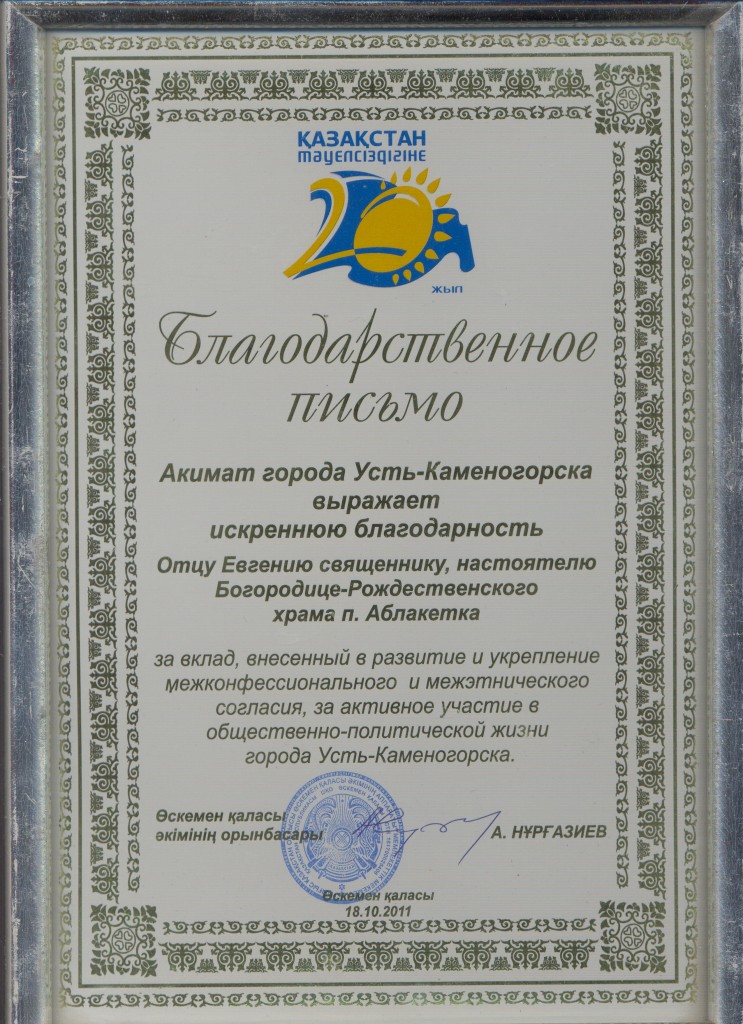 ҚАЗАҚСТАН
тәуелсіздігіне
20
жыл
Благодарственное
письмо
Акимат города Усть-Каменогорска
выражает
искреннюю благодарность
Отцу Евгению священнику, настоятелю
Богородице-Рождественского
храма п. Аблакетка
за вклад, внесенный в развитие и укрепление
межконфессионального и межэтнического
согласия, за активное участие в
общественно-политической жизни
города Усть-Каменогорска.
Өскемен қаласы
әкімінің орынбасары
А. НҰРҒАЗИЕВ
Өскемен қаласы
18.10.2011